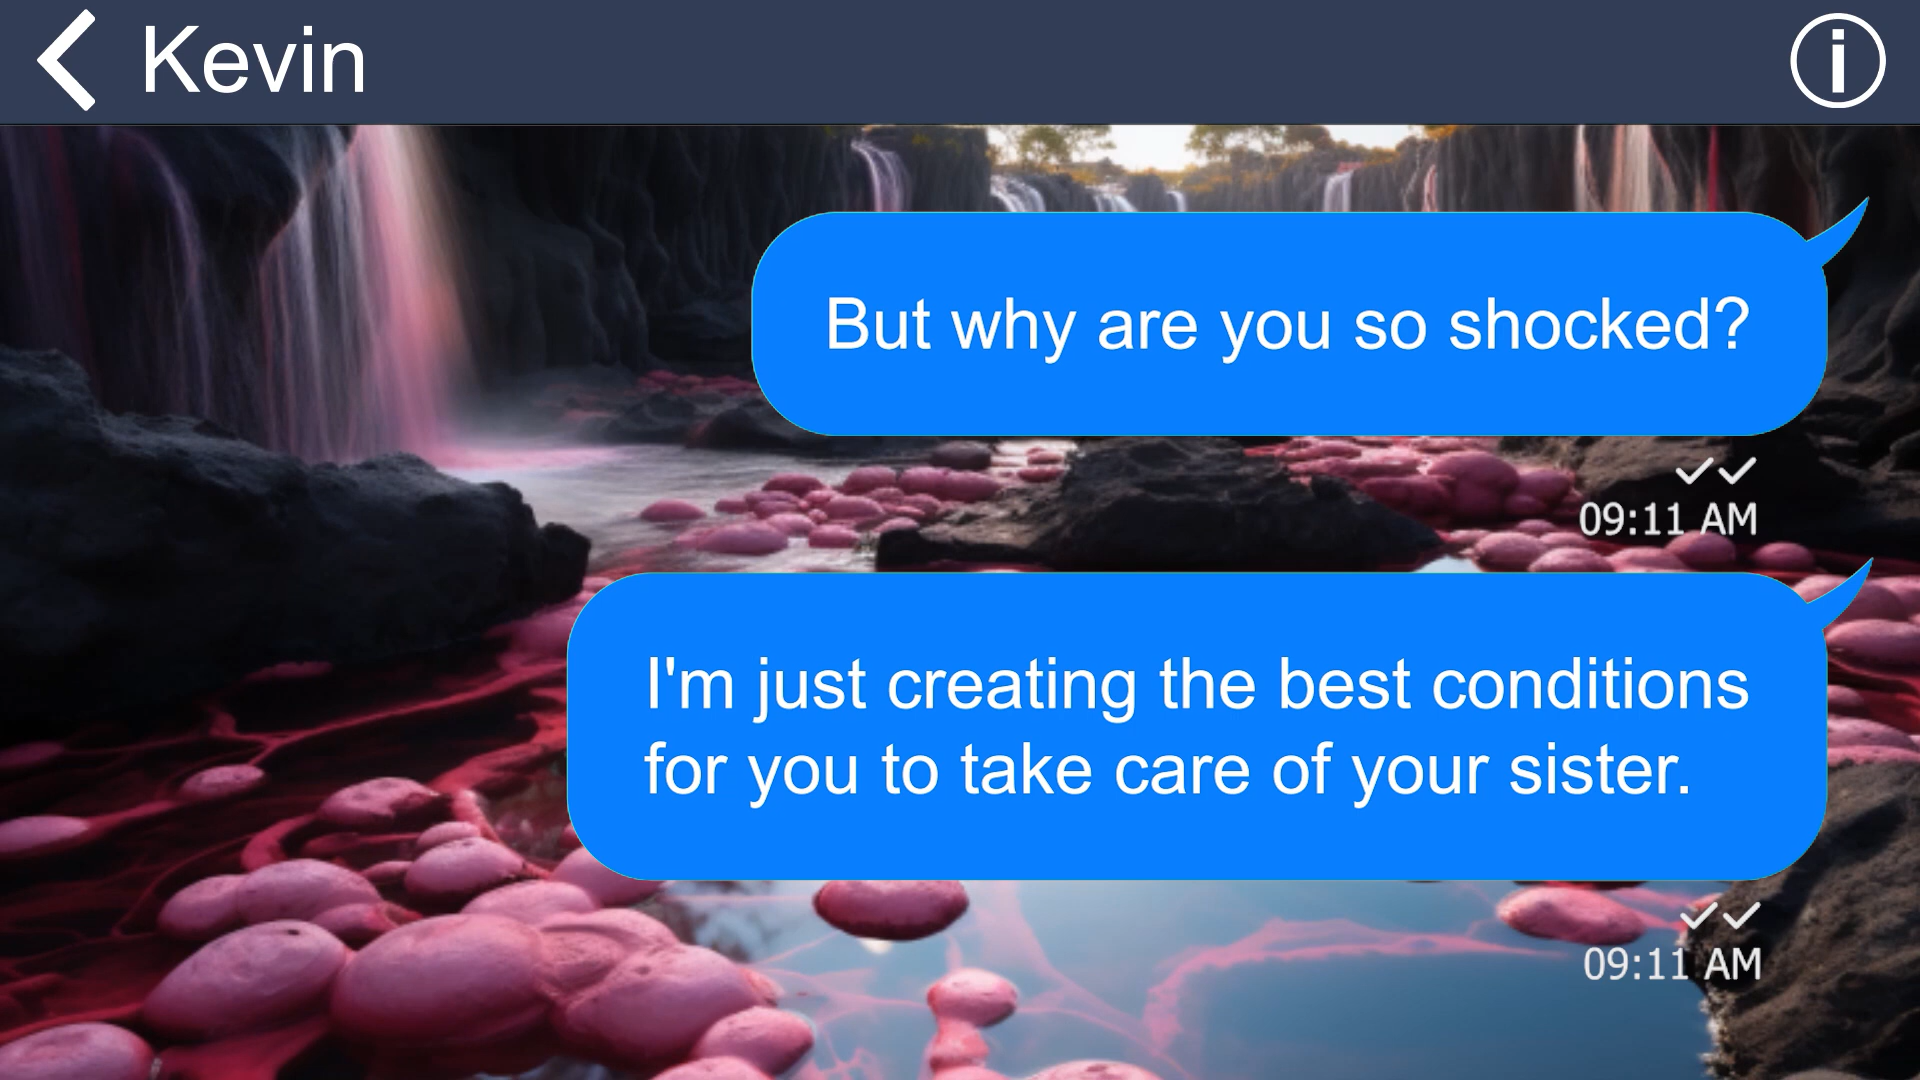 Kevin
But why are you so shocked?
09:11 AM
I'm just creating the best conditions
for you to take care of your sister.
09:11 AM